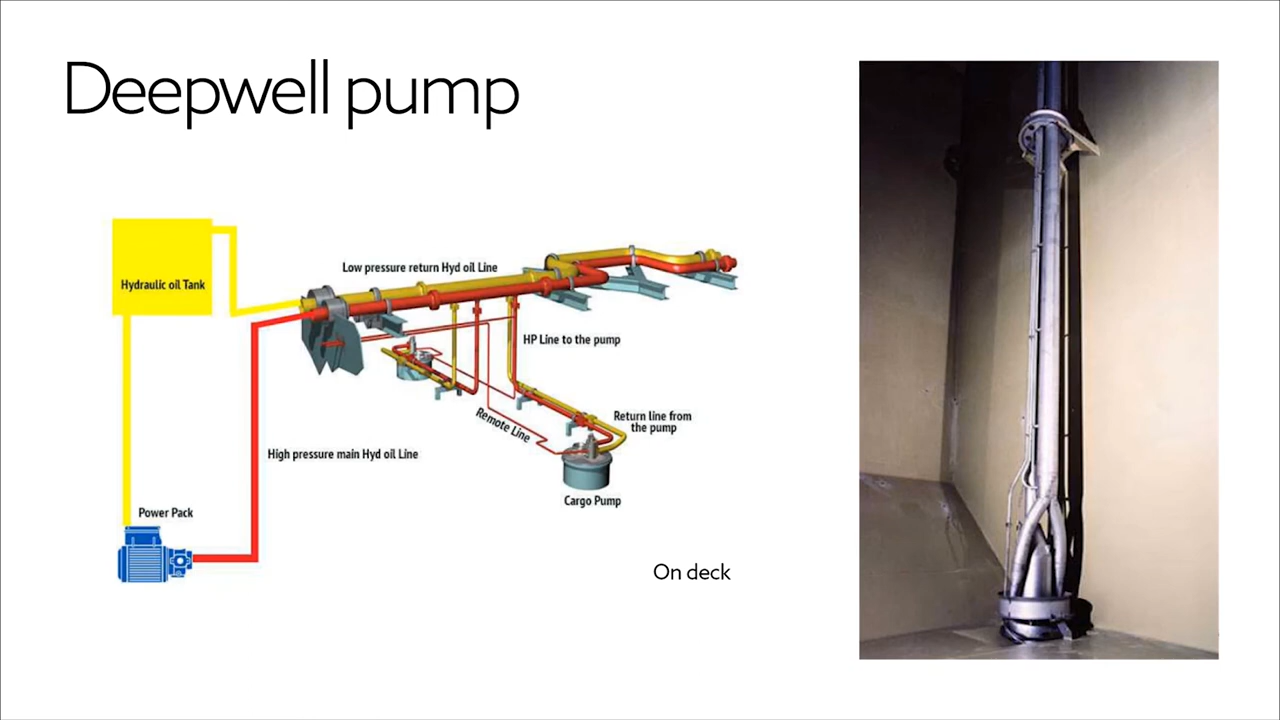 Deepwell pump
Hydraulic oil Tank
Low pressure return Hyd oil Line
HP Line to the pump
Remote Line
Return line from
the pump
High pressure main Hyd oil Line
Cargo Pump
Power Pack
On deck